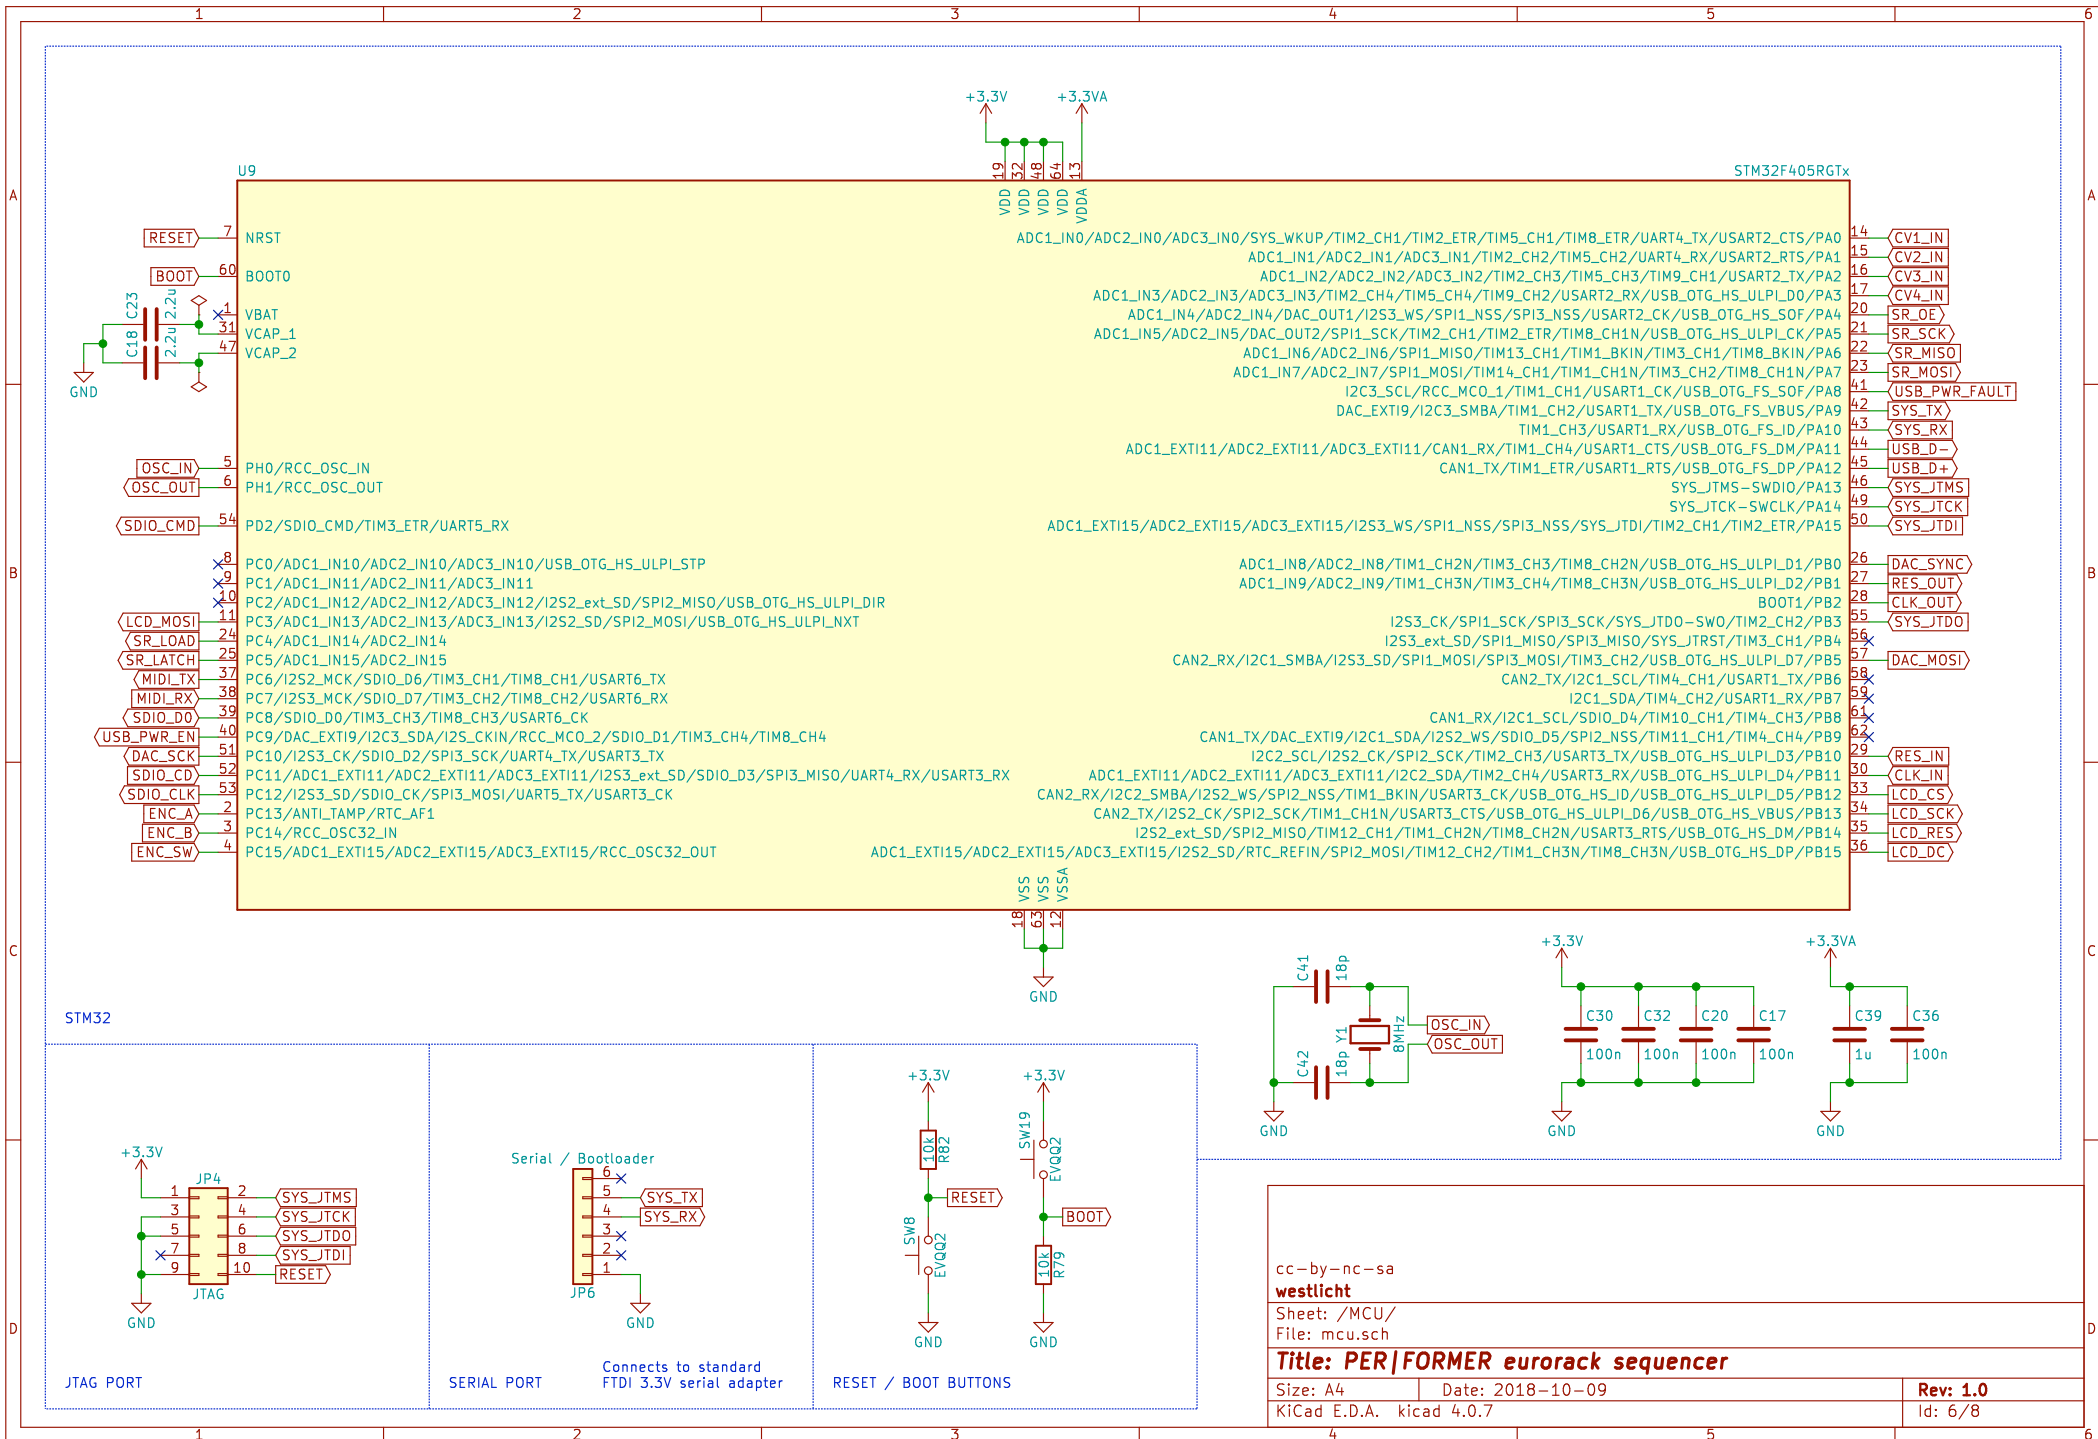 1 2 3 4 5 6
A A
B B
C C
D D
1 2 3 4 5 6
+3.3V +3.3VA
19 32 48 64 13
VDD VDD VDD VDD VDDA
U9 STM32F405RGTx
RESET 7 NRST
BOOT 60 BOOT0
C23 2.2u
C18 2.2u
1 VBAT
31 VCAP_1
47 VCAP_2
GND
OSC_IN 5 PH0/RCC_OSC_IN
OSC_OUT 6 PH1/RCC_OSC_OUT
SDIO_CMD 54 PD2/SDIO_CMD/TIM3_ETR/UART5_RX
8 PC0/ADC1_IN10/ADC2_IN10/ADC3_IN10/USB_OTG_HS_ULPI_STP
9 PC1/ADC1_IN11/ADC2_IN11/ADC3_IN11
10 PC2/ADC1_IN12/ADC2_IN12/ADC3_IN12/I2S2_ext_SD/SPI2_MISO/USB_OTG_HS_ULPI_DIR
LCD_MOSI 11 PC3/ADC1_IN13/ADC2_IN13/ADC3_IN13/I2S2_SD/SPI2_MOSI/USB_OTG_HS_ULPI_NXT
SR_LOAD 24 PC4/ADC1_IN14/ADC2_IN14
SR_LATCH 25 PC5/ADC1_IN15/ADC2_IN15
MIDI_TX 37 PC6/I2S2_MCK/SDIO_D6/TIM3_CH1/TIM8_CH1/USART6_TX
MIDI_RX 38 PC7/I2S3_MCK/SDIO_D7/TIM3_CH2/TIM8_CH2/USART6_RX
SDIO_D0 39 PC8/SDIO_D0/TIM3_CH3/TIM8_CH3/USART6_CK
USB_PWR_EN 40 PC9/DAC_EXTI9/I2C3_SDA/I2S_CKIN/RCC_MCO_2/SDIO_D1/TIM3_CH4/TIM8_CH4
DAC_SCK 51 PC10/I2S3_CK/SDIO_D2/SPI3_SCK/UART4_TX/USART3_TX
SDIO_CD 52 PC11/ADC1_EXTI11/ADC2_EXTI11/ADC3_EXTI11/I2S3_ext_SD/SDIO_D3/SPI3_MISO/UART4_RX/USART3_RX
SDIO_CLK 53 PC12/I2S3_SD/SDIO_CK/SPI3_MOSI/UART5_TX/USART3_CK
ENC_A 2 PC13/ANTI_TAMP/RTC_AF1
ENC_B 3 PC14/RCC_OSC32_IN
ENC_SW 4 PC15/ADC1_EXTI15/ADC2_EXTI15/ADC3_EXTI15/RCC_OSC32_OUT
ADC1_IN0/ADC2_IN0/ADC3_IN0/SYS_WKUP/TIM2_CH1/TIM2_ETR/TIM5_CH1/TIM8_ETR/UART4_TX/USART2_CTS/PA0 14 CV1_IN
ADC1_IN1/ADC2_IN1/ADC3_IN1/TIM2_CH2/TIM5_CH2/UART4_RX/USART2_RTS/PA1 15 CV2_IN
ADC1_IN2/ADC2_IN2/ADC3_IN2/TIM2_CH3/TIM5_CH3/TIM9_CH1/USART2_TX/PA2 16 CV3_IN
ADC1_IN3/ADC2_IN3/ADC3_IN3/TIM2_CH4/TIM5_CH4/TIM9_CH2/USART2_RX/USB_OTG_HS_ULPI_D0/PA3 17 CV4_IN
ADC1_IN4/ADC2_IN4/DAC_OUT1/I2S3_WS/SPI1_NSS/SPI3_NSS/USART2_CK/USB_OTG_HS_SOF/PA4 20 SR_OE
ADC1_IN5/ADC2_IN5/DAC_OUT2/SPI1_SCK/TIM2_CH1/TIM2_ETR/TIM8_CH1N/USB_OTG_HS_ULPI_CK/PA5 21 SR_SCK
ADC1_IN6/ADC2_IN6/SPI1_MISO/TIM13_CH1/TIM1_BKIN/TIM3_CH1/TIM8_BKIN/PA6 22 SR_MISO
ADC1_IN7/ADC2_IN7/SPI1_MOSI/TIM14_CH1/TIM1_CH1N/TIM3_CH2/TIM8_CH1N/PA7 23 SR_MOSI
I2C3_SCL/RCC_MCO_1/TIM1_CH1/USART1_CK/USB_OTG_FS_SOF/PA8 41 USB_PWR_FAULT
DAC_EXTI9/I2C3_SMBA/TIM1_CH2/USART1_TX/USB_OTG_FS_VBUS/PA9 42 SYS_TX
TIM1_CH3/USART1_RX/USB_OTG_FS_ID/PA10 43 SYS_RX
ADC1_EXTI11/ADC2_EXTI11/ADC3_EXTI11/CAN1_RX/TIM1_CH4/USART1_CTS/USB_OTG_FS_DM/PA11 44 USB_D-
CAN1_TX/TIM1_ETR/USART1_RTS/USB_OTG_FS_DP/PA12 45 USB_D+
SYS_JTMS-SWDIO/PA13 46 SYS_JTMS
SYS_JTCK-SWCLK/PA14 49 SYS_JTCK
ADC1_EXTI15/ADC2_EXTI15/ADC3_EXTI15/I2S3_WS/SPI1_NSS/SPI3_NSS/SYS_JTDI/TIM2_CH1/TIM2_ETR/PA15 50 SYS_JTDI
ADC1_IN8/ADC2_IN8/TIM1_CH2N/TIM3_CH3/TIM8_CH2N/USB_OTG_HS_ULPI_D1/PB0 26 DAC_SYNC
ADC1_IN9/ADC2_IN9/TIM1_CH3N/TIM3_CH4/TIM8_CH3N/USB_OTG_HS_ULPI_D2/PB1 27 RES_OUT
BOOT1/PB2 28 CLK_OUT
I2S3_CK/SPI1_SCK/SPI3_SCK/SYS_JTDO-SWO/TIM2_CH2/PB3 55 SYS_JTDO
I2S3_ext_SD/SPI1_MISO/SPI3_MISO/SYS_JTRST/TIM3_CH1/PB4 56
CAN2_RX/I2C1_SMBA/I2S3_SD/SPI1_MOSI/SPI3_MOSI/TIM3_CH2/USB_OTG_HS_ULPI_D7/PB5 57 DAC_MOSI
CAN2_TX/I2C1_SCL/TIM4_CH1/USART1_TX/PB6 58
I2C1_SDA/TIM4_CH2/USART1_RX/PB7 59
CAN1_RX/I2C1_SCL/SDIO_D4/TIM10_CH1/TIM4_CH3/PB8 61
CAN1_TX/DAC_EXTI9/I2C1_SDA/I2S2_WS/SDIO_D5/SPI2_NSS/TIM11_CH1/TIM4_CH4/PB9 62
I2C2_SCL/I2S2_CK/SPI2_SCK/TIM2_CH3/USART3_TX/USB_OTG_HS_ULPI_D3/PB10 29 RES_IN
ADC1_EXTI11/ADC2_EXTI11/ADC3_EXTI11/I2C2_SDA/TIM2_CH4/USART3_RX/USB_OTG_HS_ULPI_D4/PB11 30 CLK_IN
CAN2_RX/I2C2_SMBA/I2S2_WS/SPI2_NSS/TIM1_BKIN/USART3_CK/USB_OTG_HS_ID/USB_OTG_HS_ULPI_D5/PB12 33 LCD_CS
CAN2_TX/I2S2_CK/SPI2_SCK/TIM1_CH1N/USART3_CTS/USB_OTG_HS_ULPI_D6/USB_OTG_HS_VBUS/PB13 34 LCD_SCK
I2S2_ext_SD/SPI2_MISO/TIM12_CH1/TIM1_CH2N/TIM8_CH2N/USART3_RTS/USB_OTG_HS_DM/PB14 35 LCD_RES
ADC1_EXTI15/ADC2_EXTI15/ADC3_EXTI15/I2S2_SD/RTC_REFIN/SPI2_MOSI/TIM12_CH2/TIM1_CH3N/TIM8_CH3N/USB_OTG_HS_DP/PB15 36 LCD_DC
VSS VSS VSSA
18 63 12
GND
STM32
C41 18p
Y1 8MHz
C42 18p
OSC_IN
OSC_OUT
GND
+3.3V
C30 C32 C20 C17
100n 100n 100n 100n
GND
+3.3VA
C39 C36
1u 100n
GND
+3.3V
JP4
1 2 SYS_JTMS
3 4 SYS_JTCK
5 6 SYS_JTDO
7 8 SYS_JTDI
9 10 RESET
JTAG
GND
JTAG PORT
Serial / Bootloader
6
5 SYS_TX
4 SYS_RX
3
2
1
JP6
GND
Connects to standard
FTDI 3.3V serial adapter
SERIAL PORT
+3.3V +3.3V
10k R82
SW19 EVQQ2
RESET
BOOT
SW8 EVQQ2
10k R79
GND GND
RESET / BOOT BUTTONS
cc-by-nc-sa
westlicht
Sheet: /MCU/
File: mcu.sch
Title: PER|FORMER eurorack sequencer
Size: A4 Date: 2018-10-09 Rev: 1.0
KiCad E.D.A. kicad 4.0.7 Id: 6/8